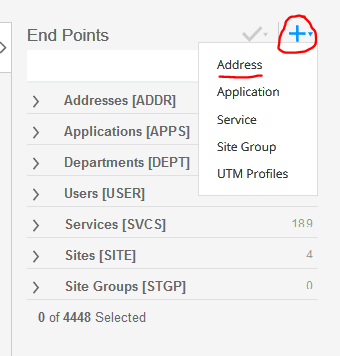 End Points
Address
Application
Service
Site Group
UTM Profiles
Addresses [ADDR]
Applications [APPS]
Departments [DEPT]
Users [USER]
Services [SVCS] 189
Sites [SITE] 4
Site Groups [STGP] 0
0 of 4448 Selected